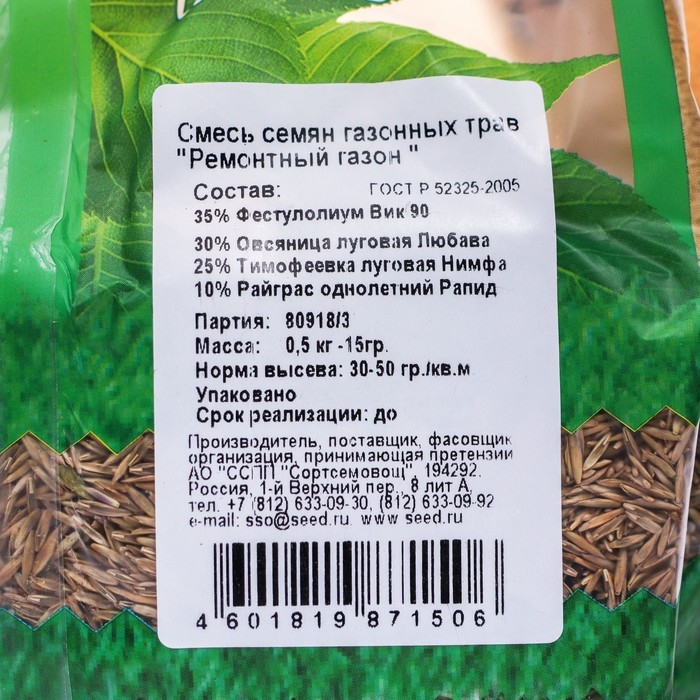 Смесь семян газонных трав
"Ремонтный газон "
Состав: ГОСТ Р 52325-2005
35% Фестулолиум Вик 90
30% Овсяница луговая Любава
25% Тимофеевка луговая Нимфа
10% Райграс однолетний Рапид
Партия: 80918/3
Масса: 0,5 кг -15гр.
Норма высева: 30-50 гр./кв.м
Упаковано
Срок реализации: до
Производитель, поставщик, фасовщик
организация, принимающая претензии
АО "ССПП "Сортсемовощ", 194292.
Россия, 1-й Верхний пер., 8 лит А,
тел. +7 (812) 633-09-30, (812) 633-09-92
e-mail: sso@seed.ru, www.seed.ru
4 601819 871506